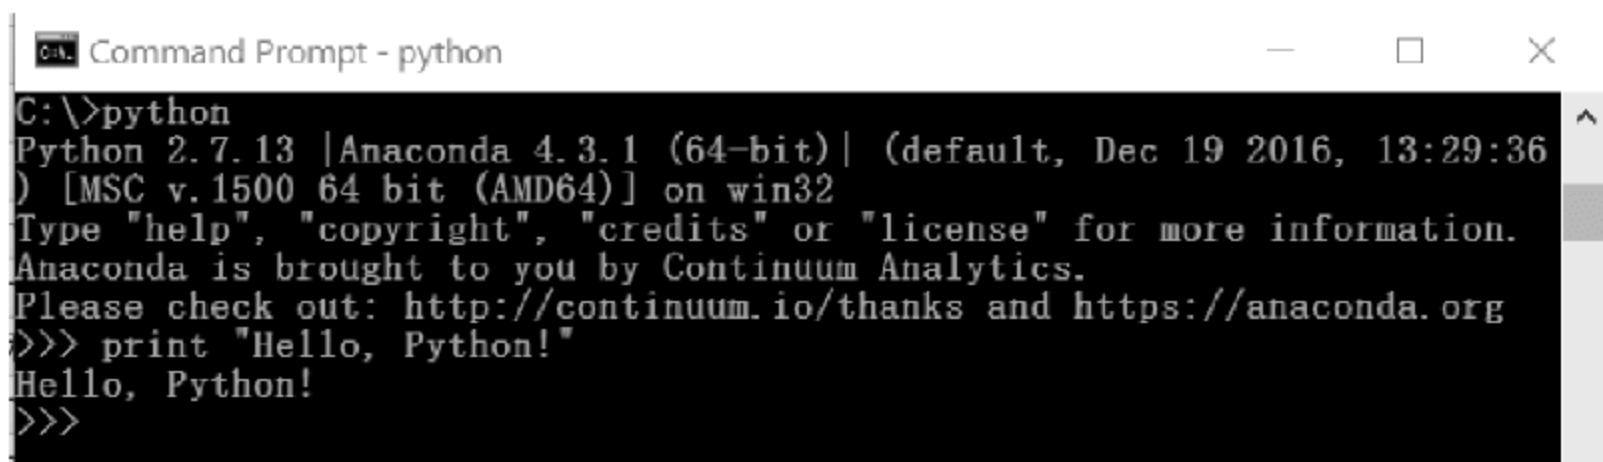 C:\. Command Prompt - python
C:\>python
Python 2.7.13 |Anaconda 4.3.1 (64-bit)| (default, Dec 19 2016, 13:29:36
) [MSC v.1500 64 bit (AMD64)] on win32
Type "help", "copyright", "credits" or "license" for more information.
Anaconda is brought to you by Continuum Analytics.
Please check out: http://continuum.io/thanks and https://anaconda.org
>>> print "Hello, Python!"
Hello, Python!
>>>